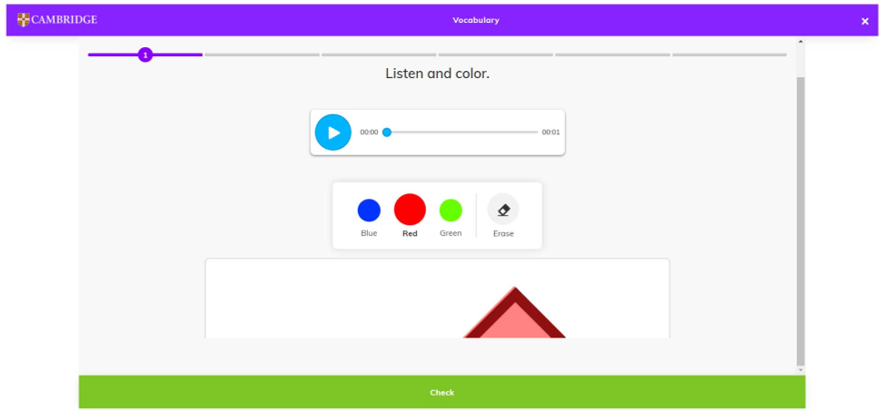 CAMBRIDGE
Vocabulary
1
Listen and color.
00:00
00:01
Blue
Red
Green
Erase
Check